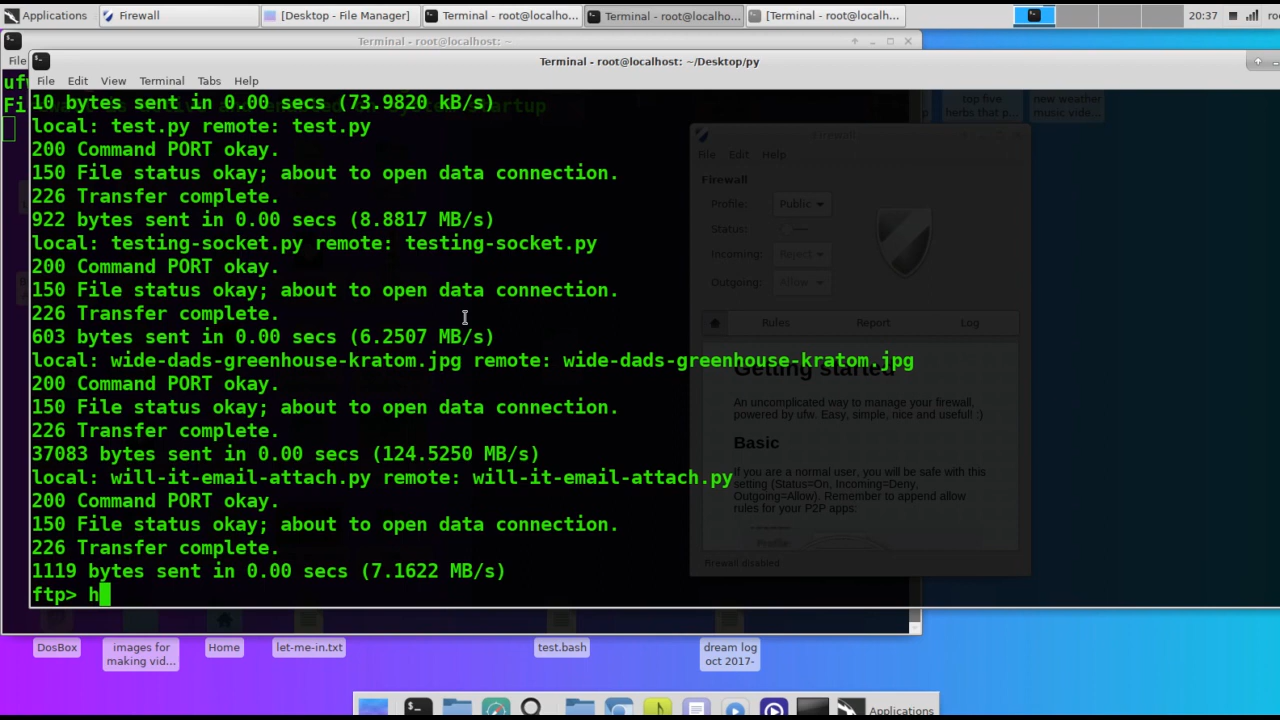 Applications
Firewall
[Desktop - File Manager]
Terminal - root@localho...
Terminal - root@localho...
[Terminal - root@localh...
20:37
Terminal - root@localhost: ~
File
Terminal - root@localhost: ~/Desktop/py
File Edit View Terminal Tabs Help
10 bytes sent in 0.00 secs (73.9820 kB/s)
local: test.py remote: test.py
200 Command PORT okay.
150 File status okay; about to open data connection.
226 Transfer complete.
922 bytes sent in 0.00 secs (8.8817 MB/s)
local: testing-socket.py remote: testing-socket.py
200 Command PORT okay.
150 File status okay; about to open data connection.
226 Transfer complete.
603 bytes sent in 0.00 secs (6.2507 MB/s)
local: wide-dads-greenhouse-kratom.jpg remote: wide-dads-greenhouse-kratom.jpg
200 Command PORT okay.
150 File status okay; about to open data connection.
226 Transfer complete.
37083 bytes sent in 0.00 secs (124.5250 MB/s)
local: will-it-email-attach.py remote: will-it-email-attach.py
200 Command PORT okay.
150 File status okay; about to open data connection.
226 Transfer complete.
1119 bytes sent in 0.00 secs (7.1622 MB/s)
ftp> h
top five
herbs that p...
new weather
music vide...
Firewall
File Edit Help
Firewall
Profile: Public
Status:
Incoming: Reject
Outgoing: Allow
Rules Report Log
Getting started
An uncomplicated way to manage your firewall,
powered by ufw. Easy, simple, nice and useful! :)
Basic
If you are a normal user, you will be safe with this
setting (Status=On, Incoming=Deny,
Outgoing=Allow). Remember to append allow
rules for your P2P apps:
Profile
Firewall disabled
DosBox
images for
making vid...
Home
let-me-in.txt
test.bash
dream log
oct 2017-
Applications